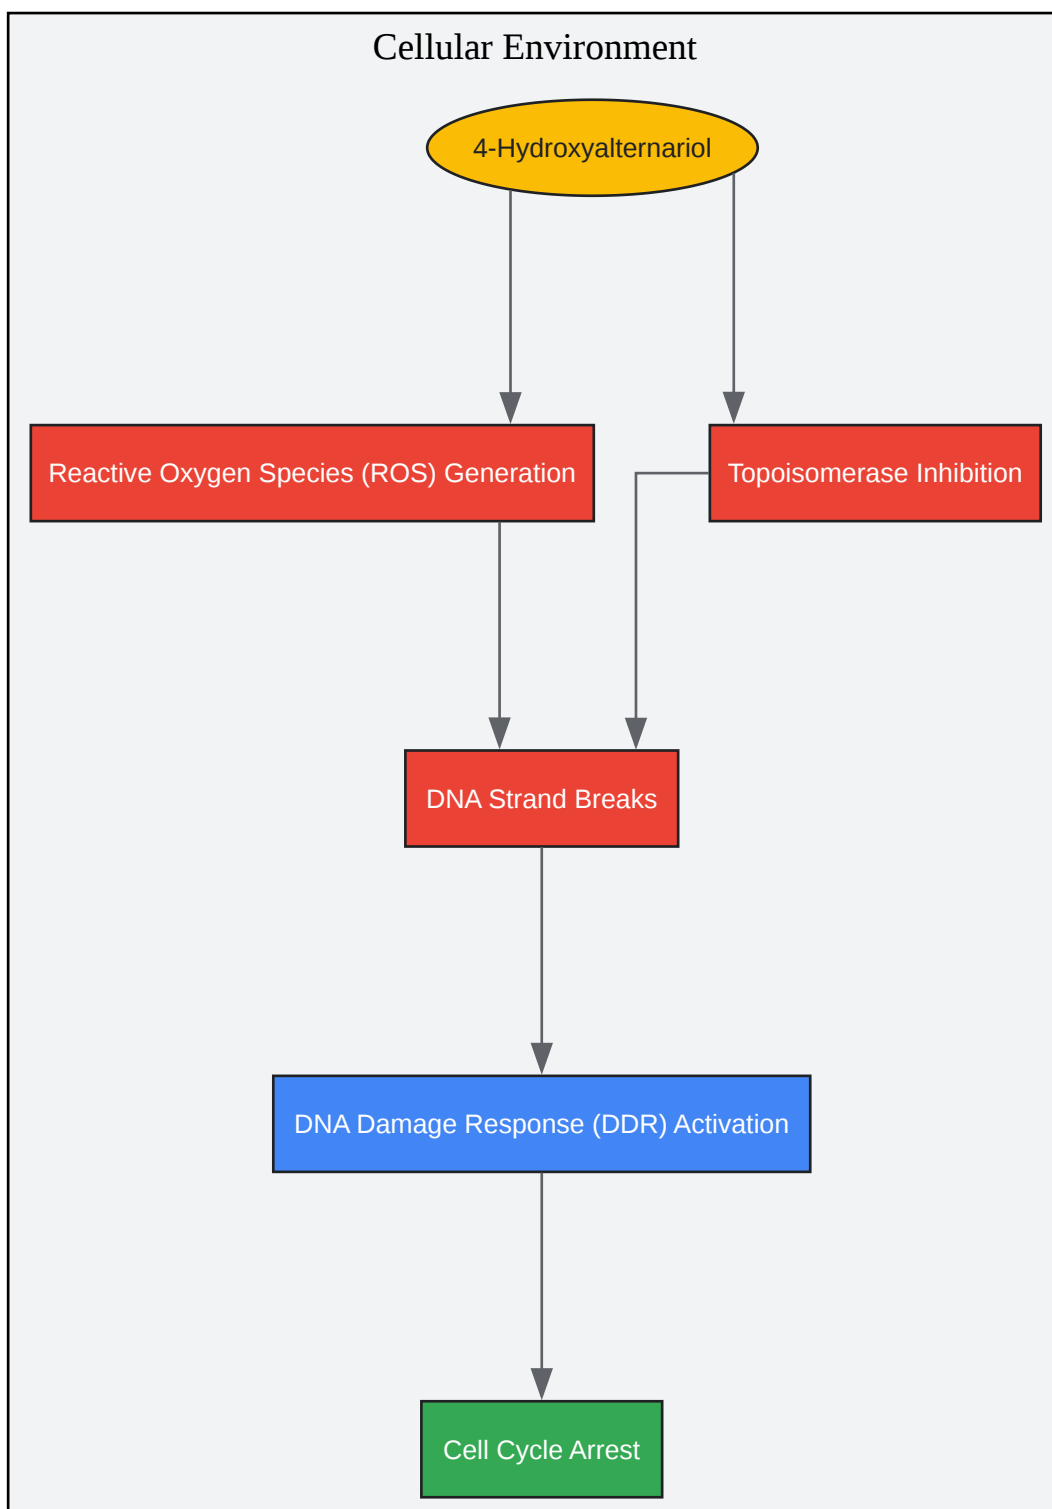 Cellular Environment
4-Hydroxyalternariol
Reactive Oxygen Species (ROS) Generation
Topoisomerase Inhibition
DNA Strand Breaks
DNA Damage Response (DDR) Activation
Cell Cycle Arrest